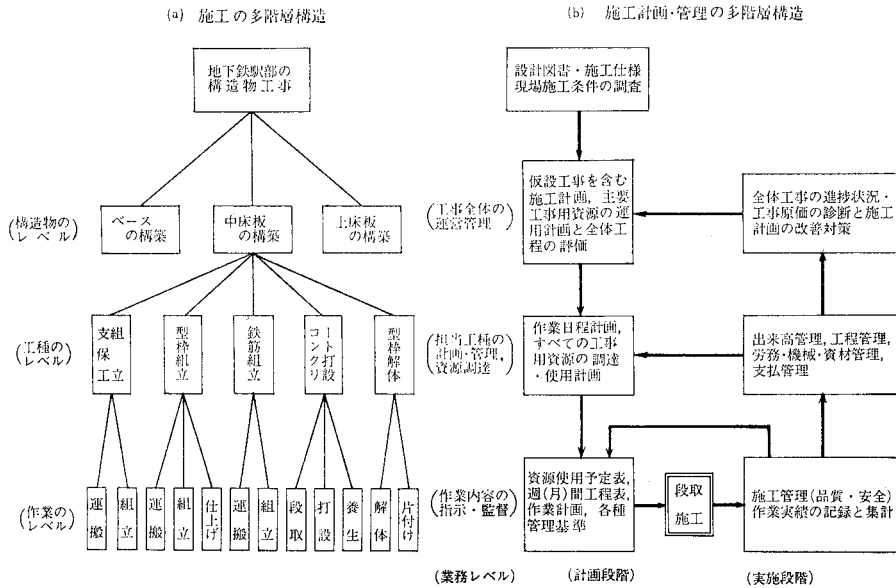 (a) 施工の多階層構造
地下鉄駅部の
構造物工事
(構造物の
レベル)
ベース
の構築
中床板
の構築
上床板
の構築
(工種の
レベル)
支保
組工立
型枠組立
鉄筋組立
コンクリ
ート打設
型枠解体
(作業の
レベル)
運搬
組立
運搬
組立
仕上げ
運搬
組立
段取
打設
養生
解体
片付け
(b) 施工計画・管理の多階層構造
設計図書・施工仕様
現場施工条件の調査
(工事全体の
運営管理)
仮設工事を含む
施工計画,主要
工事用資源の運
用計画と全体工
程の評価
全体工事の進捗状況・
工事原価の診断と施工
計画の改善対策
(担当工種の
計画・管理,
資源調達)
作業日程計画,
すべての工事
用資源の調達
・使用計画
出来高管理,工程管理,
労務・機械・資材管理,
支払管理
(作業内容の
指示・監督)
資源使用予定表,
週(月)間工程表,
作業計画,各種
管理基準
段取
施工
施工管理(品質・安全)
作業実績の記録と集計
(業務レベル)
(計画段階)
(実施段階)